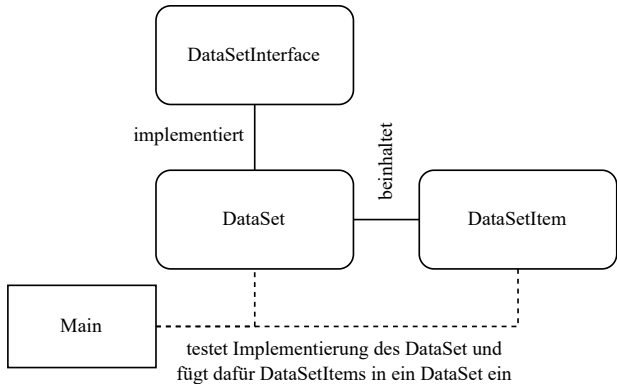 DataSetInterface
implementiert
beinhaltet
DataSet
DataSetItem
Main
testet Implementierung des DataSet und
fügt dafür DataSetItems in ein DataSet ein